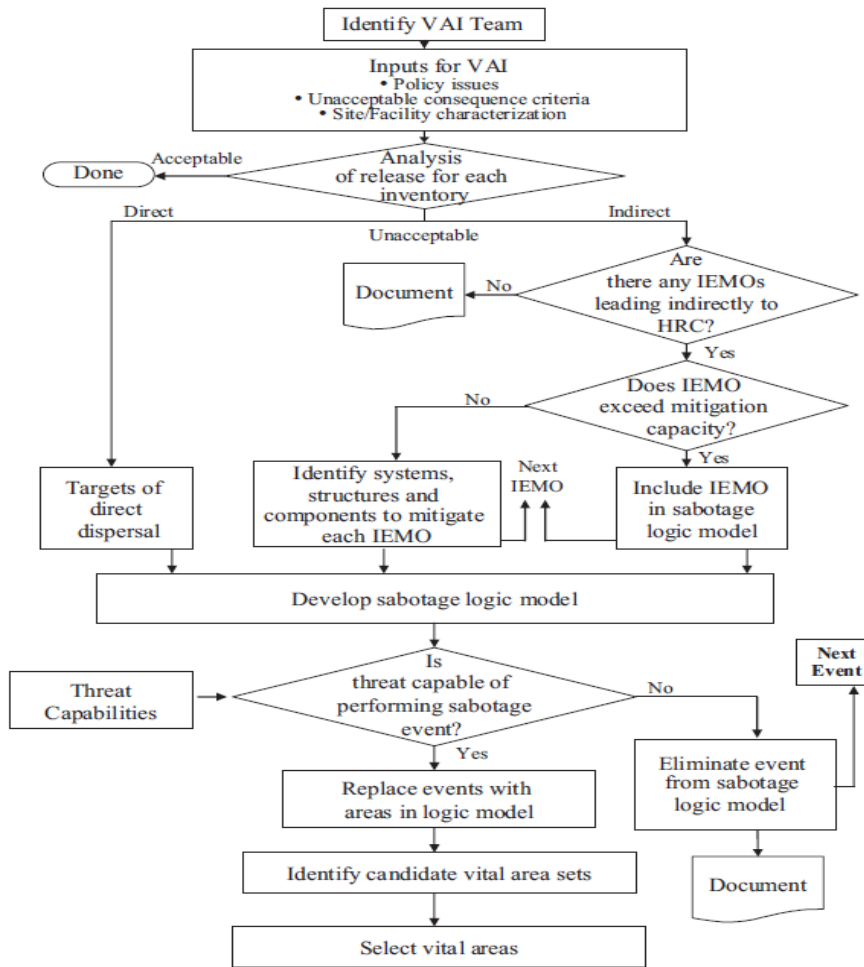 Identify VAI Team
Inputs for VAI
• Policy issues
• Unacceptable consequence criteria
• Site/Facility characterization
Acceptable
Done
Analysis
of release for each
inventory
Direct
Unacceptable
Indirect
Are
there any IEMOs
leading indirectly to
HRC?
No
Document
Yes
Does IEMO
exceed mitigation
capacity?
No
Yes
Targets of
direct
dispersal
Identify systems,
structures and
components to mitigate
each IEMO
Next
IEMO
Include IEMO
in sabotage
logic model
Develop sabotage logic model
Threat
Capabilities
Is
threat capable of
performing sabotage
event?
No
Next
Event
Yes
Eliminate event
from sabotage
logic model
Replace events with
areas in logic model
Document
Identify candidate vital area sets
Select vital areas